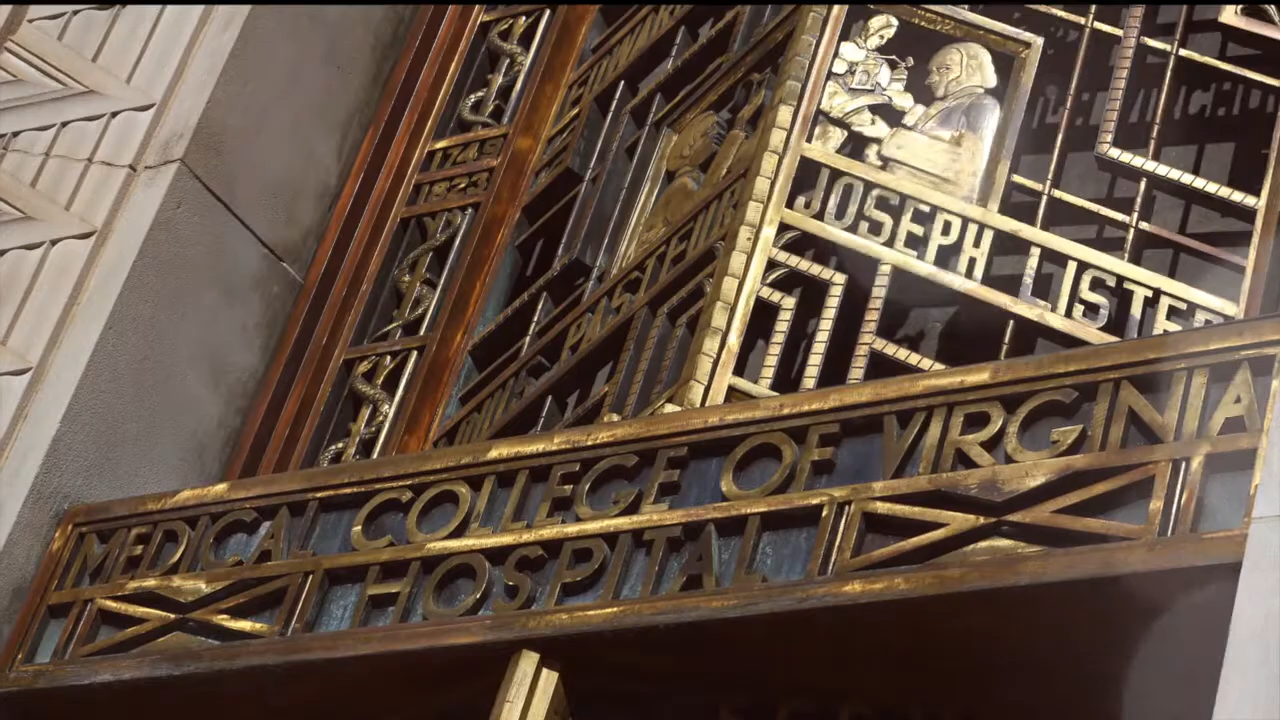 EDWARD
1749
1823
JOSEPH LISTER
PASTEUR
MEDICAL COLLEGE OF VIRGINIA
HOSPITAL